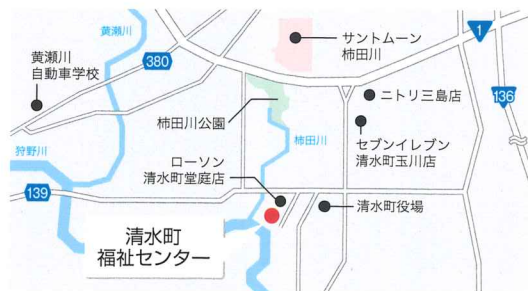 黄瀬川
サントムーン
柿田川
1
黄瀬川
自動車学校
380
ニトリ三島店
136
柿田川公園
柿田川
セブンイレブン
清水町玉川店
狩野川
ローソン
清水町堂庭店
139
清水町役場
清水町
福祉センター